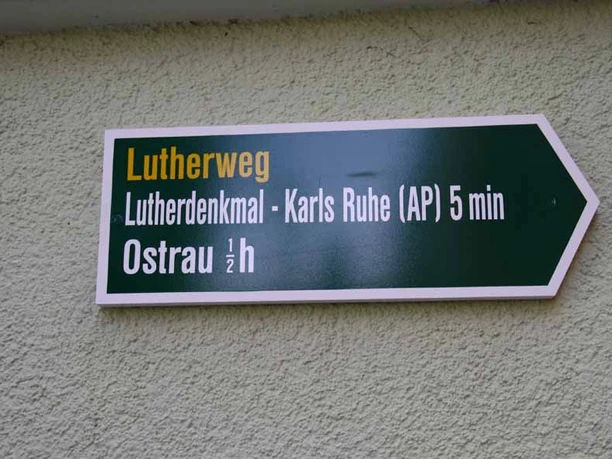 Lutherweg
Lutherdenkmal - Karls Ruhe (AP) 5 min
Ostrau ½ h